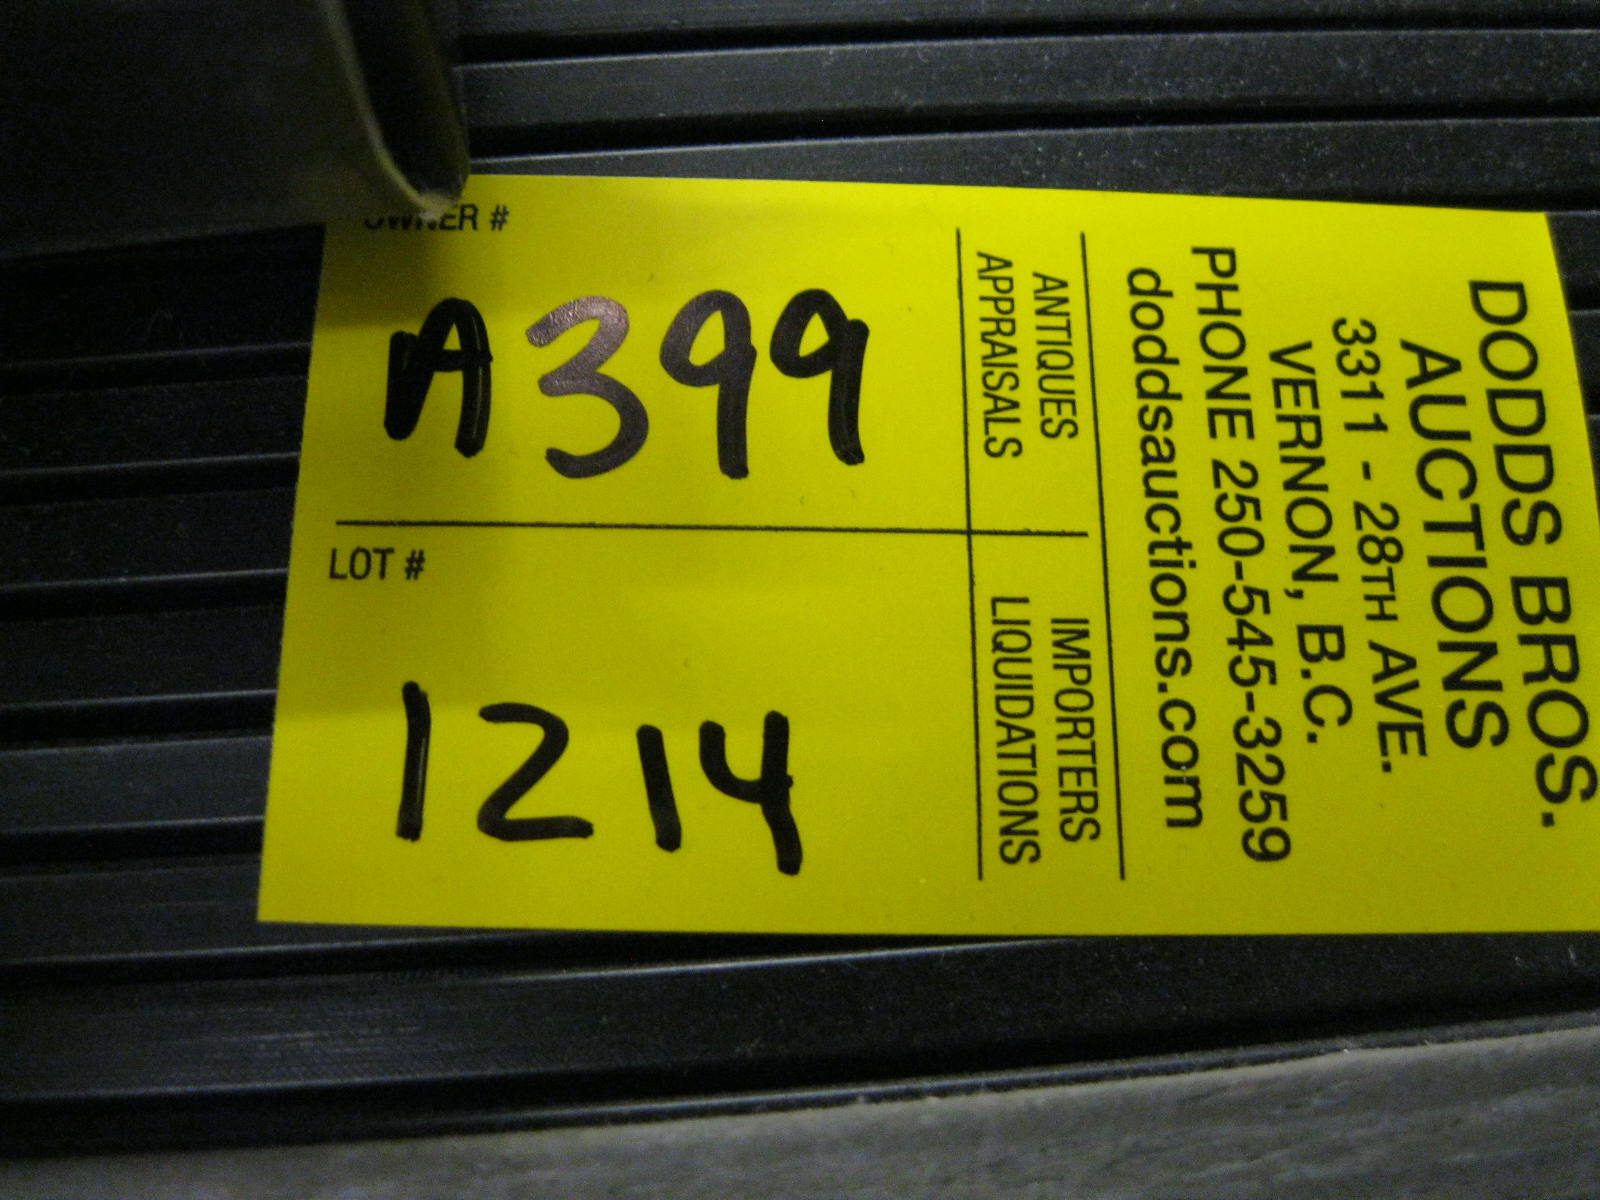 OWNER #
A399
LOT #
1214
DODDS BROS.
AUCTIONS
3311 - 28TH AVE.
VERNON, B.C.
PHONE 250-545-3259
doddsauctions.com
ANTIQUES
APPRAISALS
IMPORTERS
LIQUIDATIONS